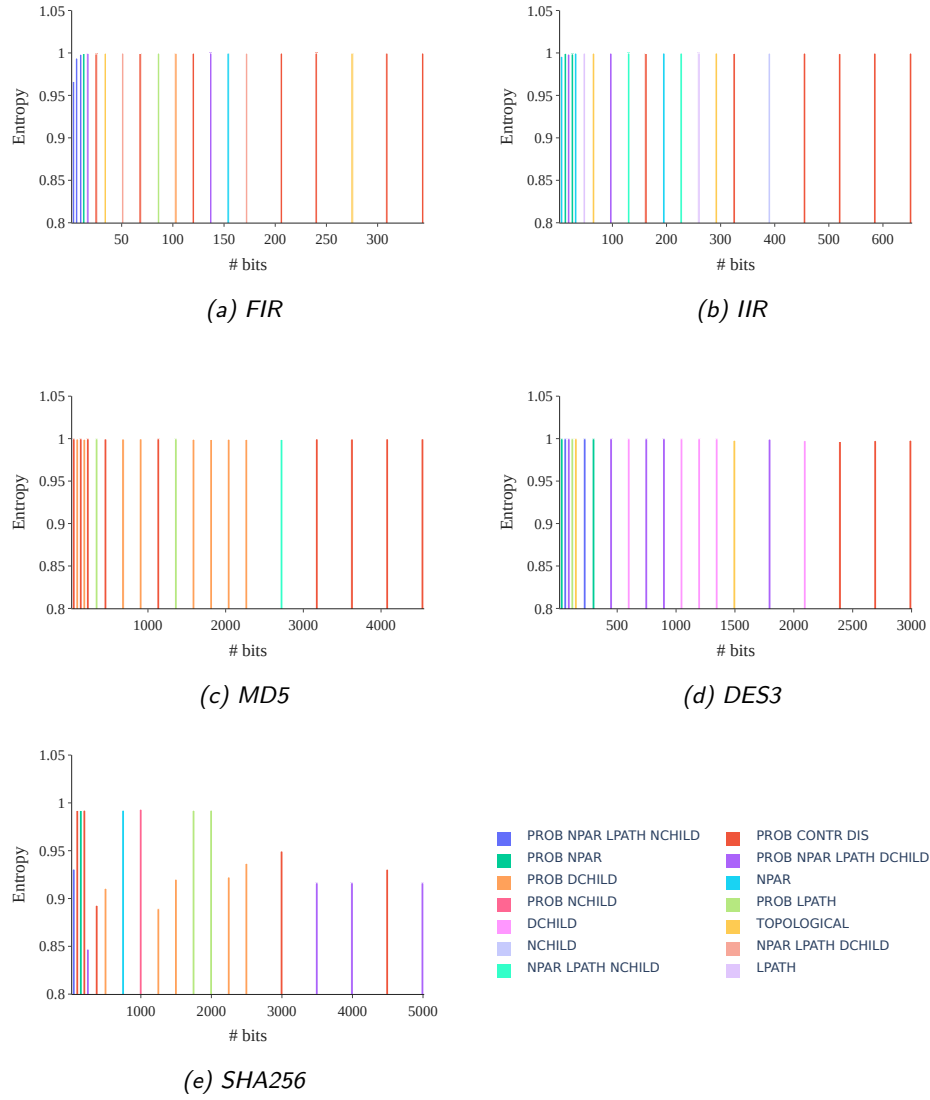 1.05
1
0.95
0.9
0.85
0.8
Entropy
50 100 150 200 250 300
# bits
(a) FIR
1.05
1
0.95
0.9
0.85
0.8
Entropy
100 200 300 400 500 600
# bits
(b) IIR
1.05
1
0.95
0.9
0.85
0.8
Entropy
1000 2000 3000 4000
# bits
(c) MD5
1.05
1
0.95
0.9
0.85
0.8
Entropy
500 1000 1500 2000 2500 3000
# bits
(d) DES3
1.05
1
0.95
0.9
0.85
0.8
Entropy
1000 2000 3000 4000 5000
# bits
(e) SHA256
PROB NPAR LPATH NCHILD
PROB NPAR
PROB DCHILD
PROB NCHILD
DCHILD
NCHILD
NPAR LPATH NCHILD
PROB CONTR DIS
PROB NPAR LPATH DCHILD
NPAR
PROB LPATH
TOPOLOGICAL
NPAR LPATH DCHILD
LPATH